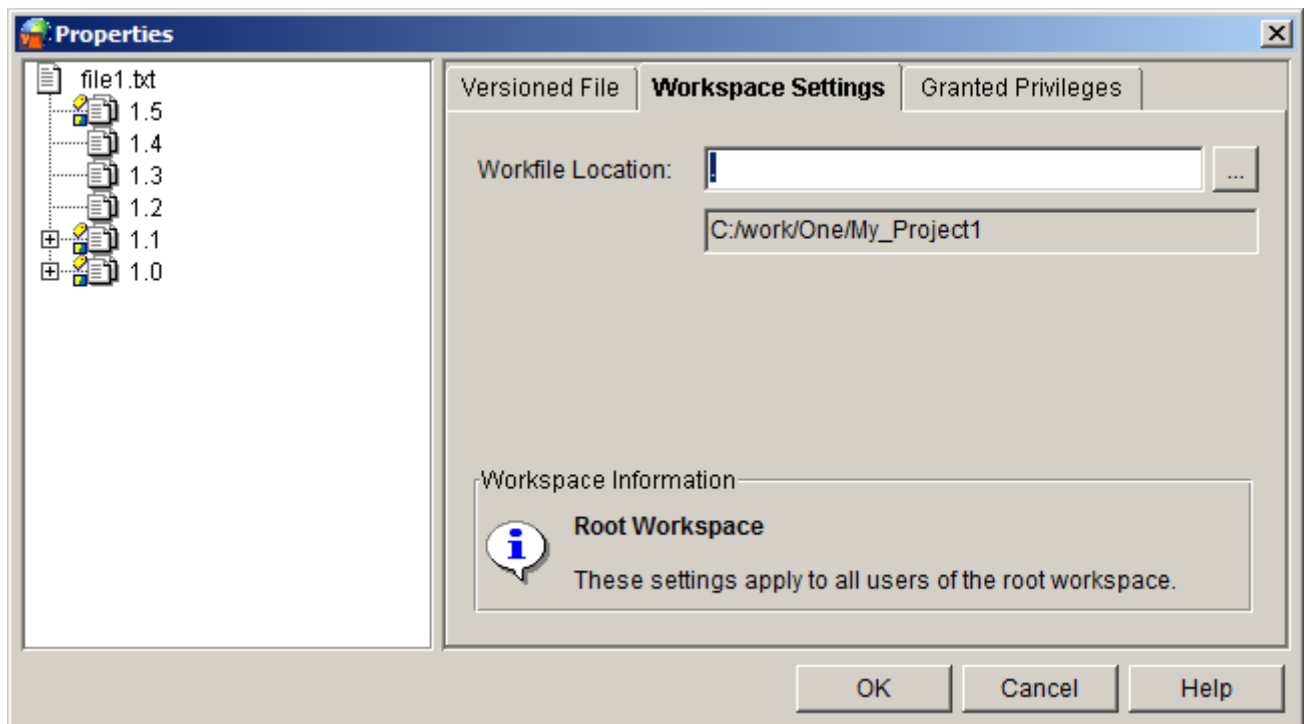 Properties
file1.txt
1.5
1.4
1.3
1.2
1.1
1.0
Versioned File
Workspace Settings
Granted Privileges
Workfile Location:
.
...
C:/work/One/My_Project1
Workspace Information
Root Workspace
These settings apply to all users of the root workspace.
OK
Cancel
Help